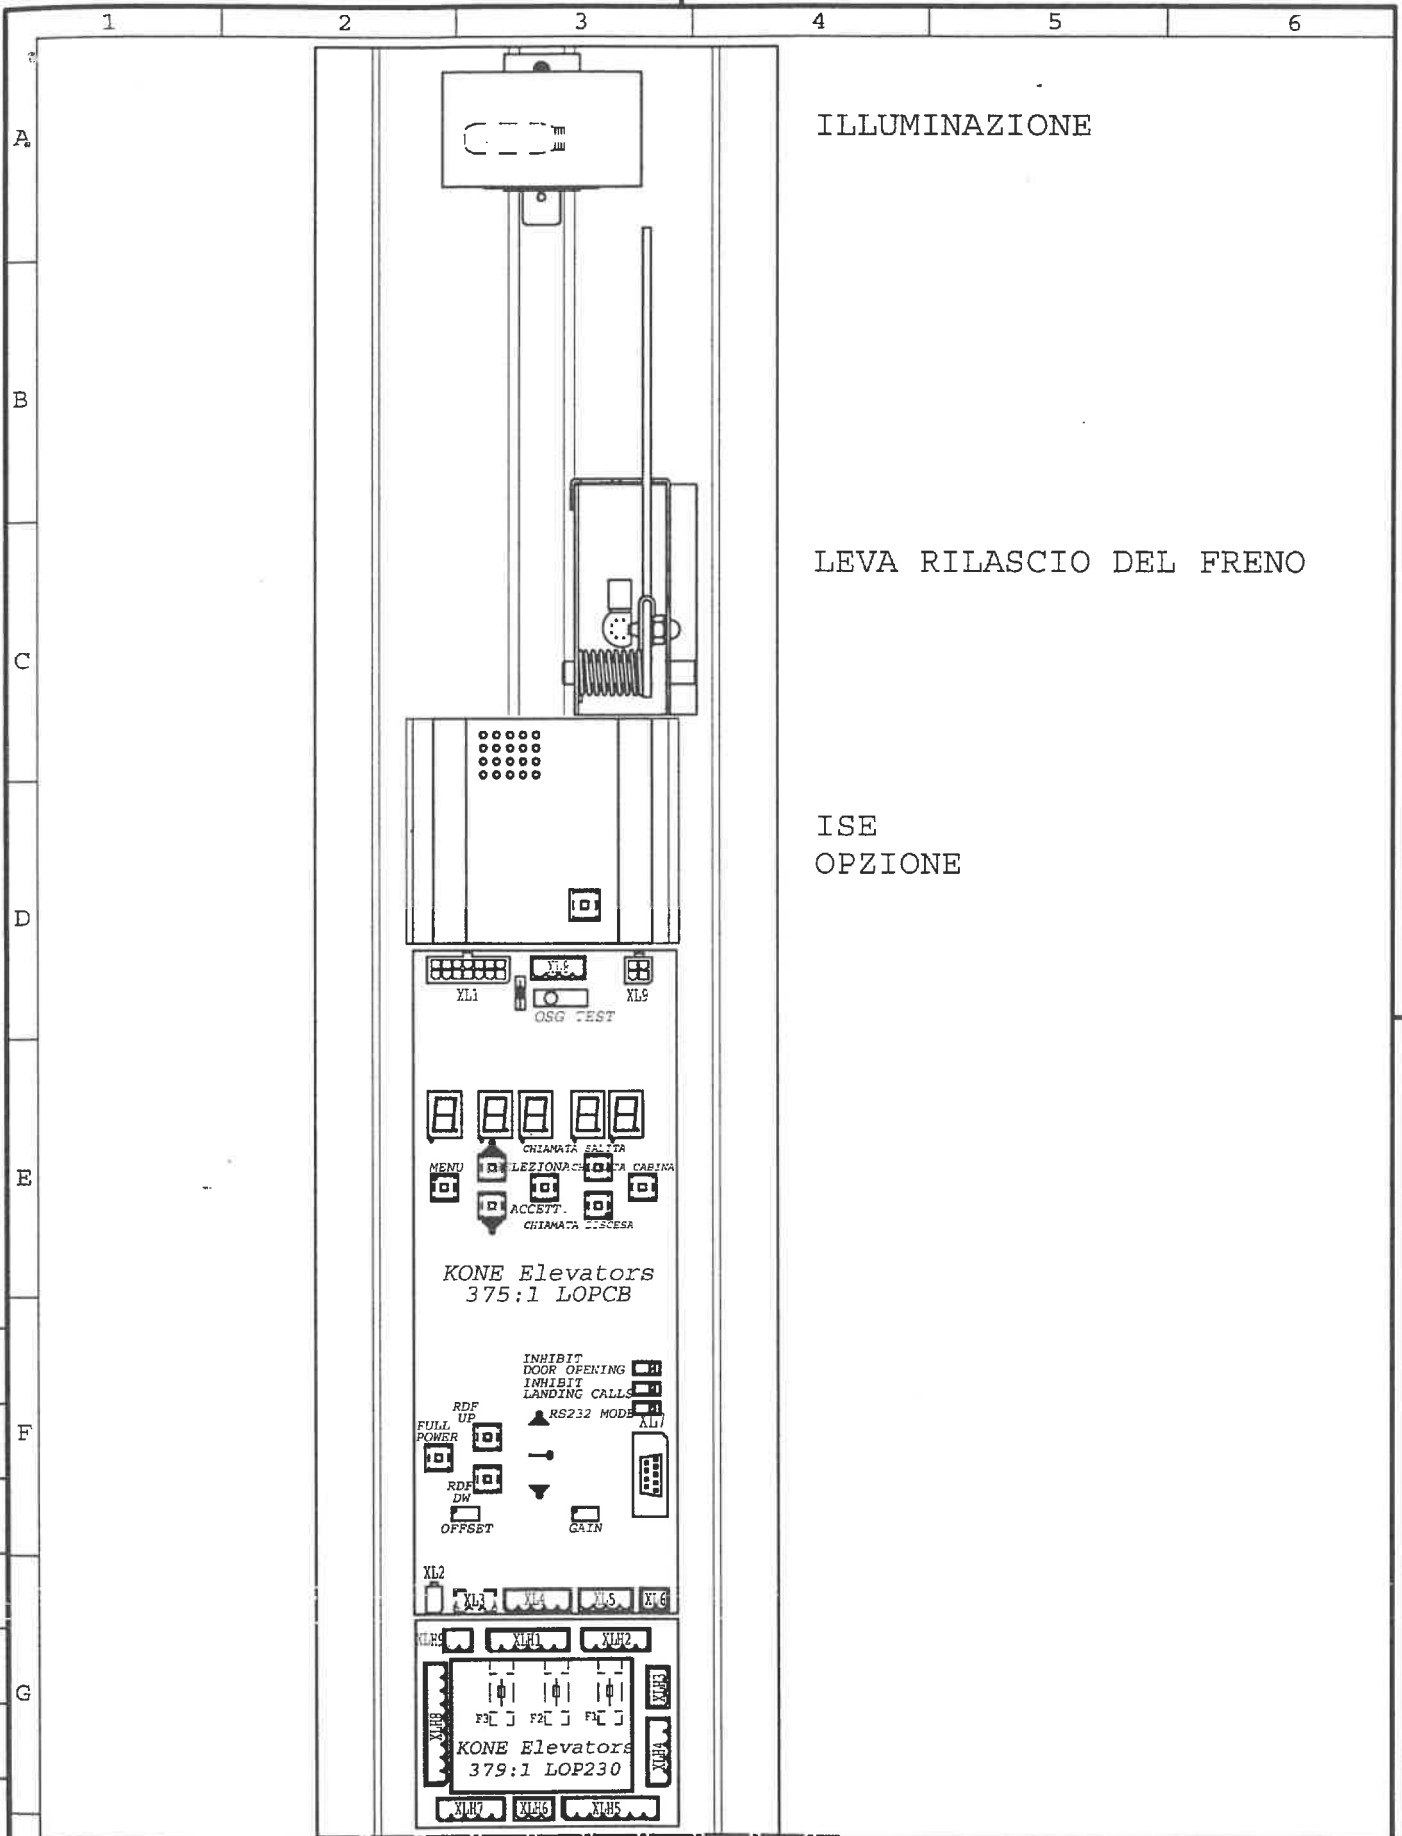 1 2 3 4 5 6
A
ILLUMINAZIONE
B
LEVA RILASCIO DEL FRENO
C
ISE
OPZIONE
D
XL8
XL1
XL9
OSG TEST
CHIAMATA SALITA
MENU
CABINA
E
ACCETT.
CHIAMATA DISCESA
KONE Elevators
375:1 LOPCB
INHIBIT
DOOR OPENING
INHIBIT
LANDING CALLS
RS232 MODE
XL7
RDF
UP
FULL
POWER
F
RDF
DW
OFFSET
GAIN
XL2
XL3 XL4 XL5 XL6
XLH9 XLH1 XLH2
XLH3
G
XLH8
F3 F2 F1
XLH4
KONE Elevators
379:1 LOP230
XLH7 XLH6 XLH5